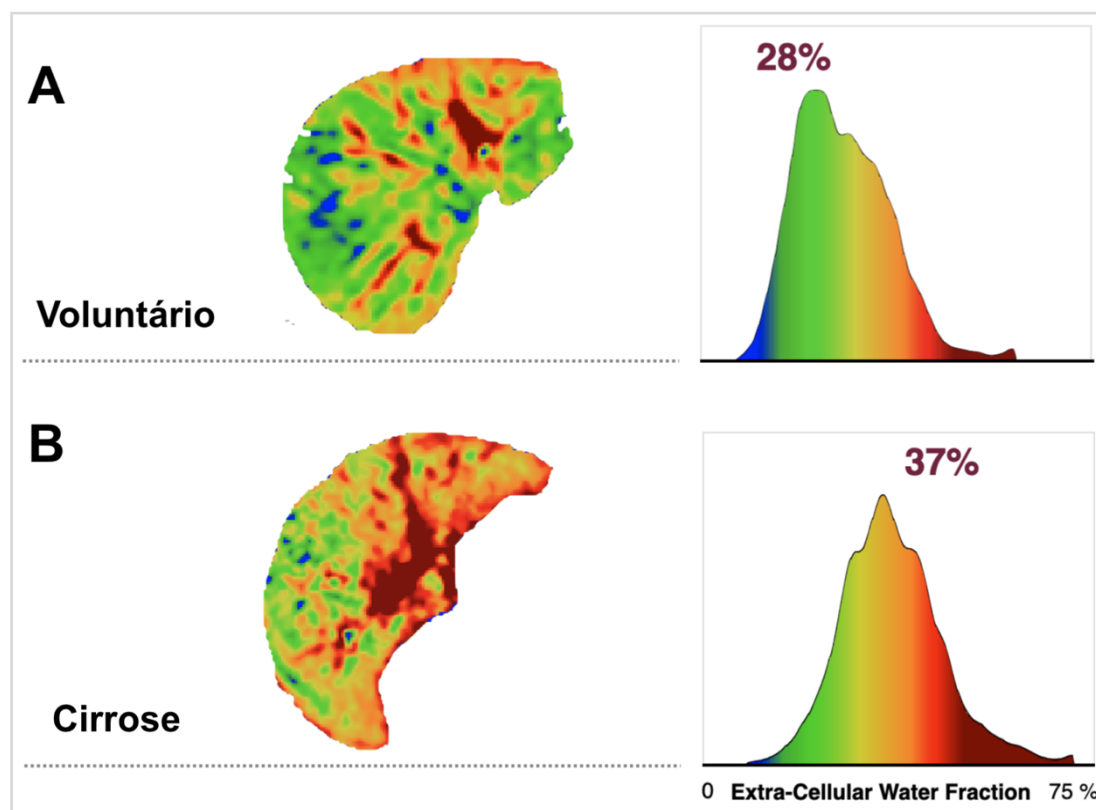 A
28%
Voluntário
B
37%
Cirrose
0 Extra-Cellular Water Fraction 75 %